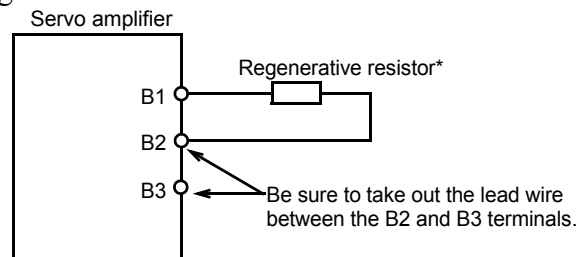 Servo amplifier
Regenerative resistor*
B1
B2
B3
Be sure to take out the lead wire
between the B2 and B3 terminals.